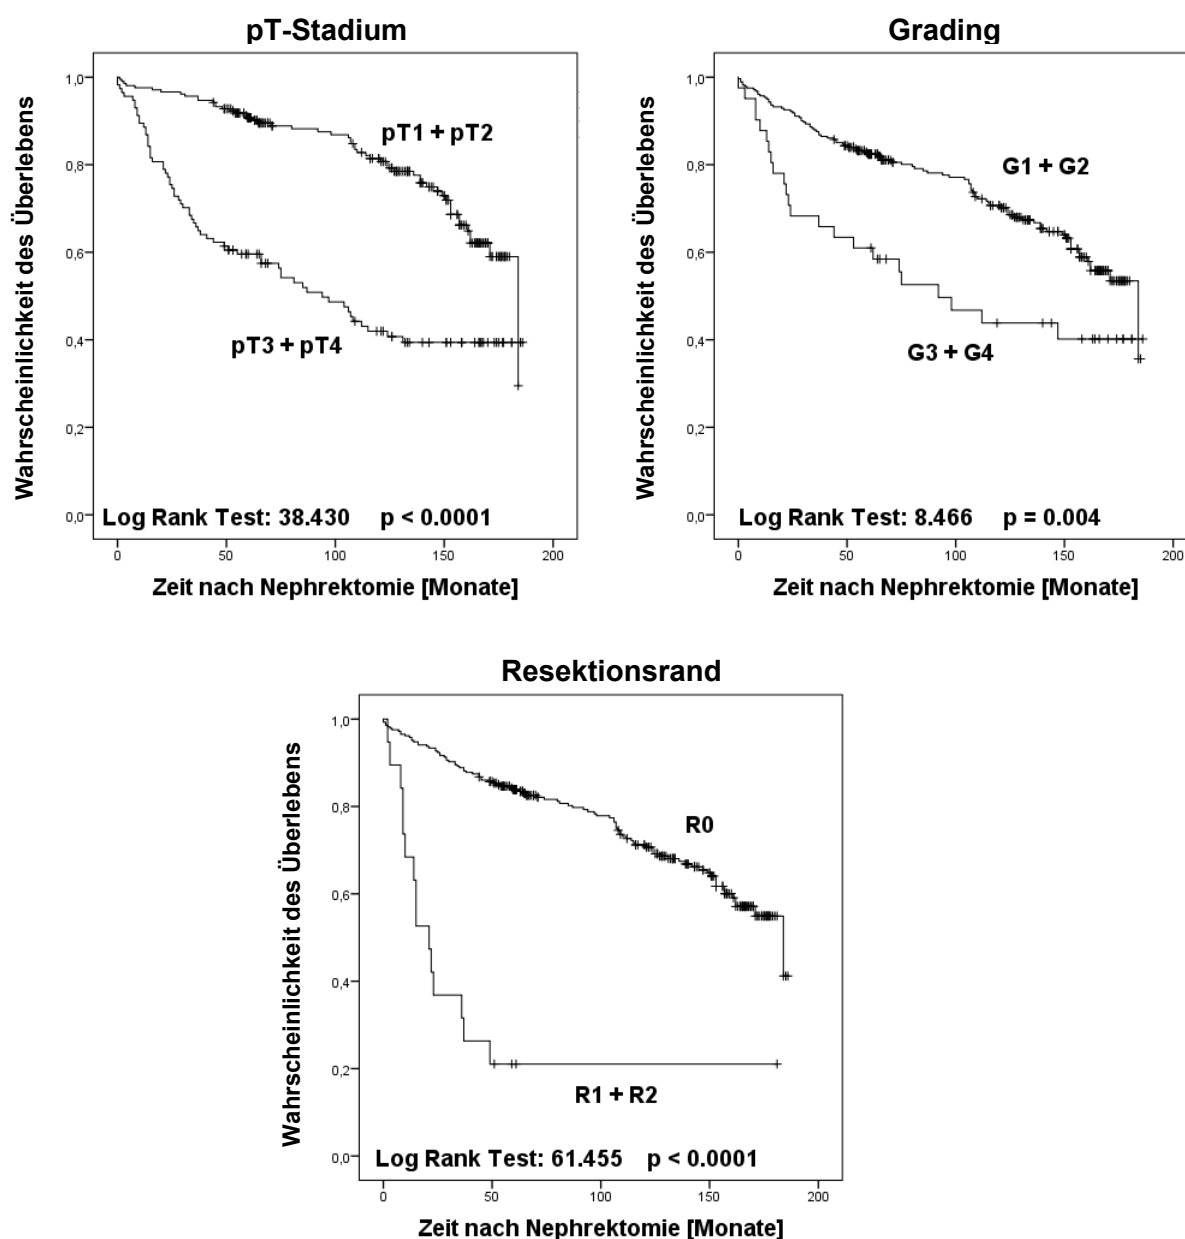 pT-Stadium
Wahrscheinlichkeit des Überlebens
1,0
0,8
0,6
0,4
0,2
0,0
pT1 + pT2
pT3 + pT4
Log Rank Test: 38.430 p < 0.0001
0 50 100 150 200
Zeit nach Nephrektomie [Monate]
Grading
Wahrscheinlichkeit des Überlebens
1,0
0,8
0,6
0,4
0,2
0,0
G1 + G2
G3 + G4
Log Rank Test: 8.466 p = 0.004
0 50 100 150 200
Zeit nach Nephrektomie [Monate]
Resektionsrand
Wahrscheinlichkeit des Überlebens
1,0
0,8
0,6
0,4
0,2
0,0
R0
R1 + R2
Log Rank Test: 61.455 p < 0.0001
0 50 100 150 200
Zeit nach Nephrektomie [Monate]